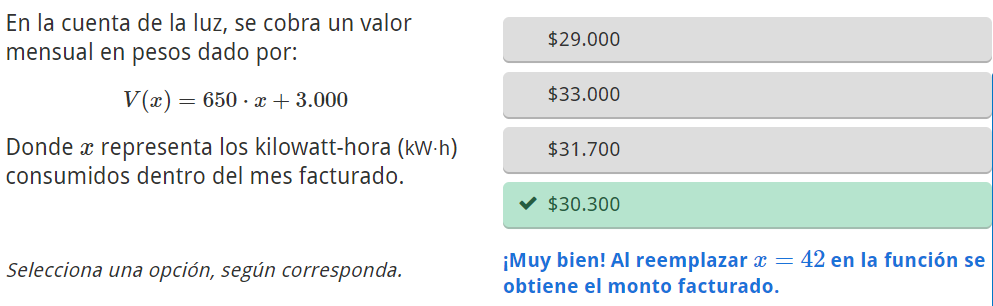 En la cuenta de la luz, se cobra un valor
mensual en pesos dado por:
V(x) = 650 · x + 3.000
Donde x representa los kilowatt-hora (kW·h)
consumidos dentro del mes facturado.
Selecciona una opción, según corresponda.
$29.000
$33.000
$31.700
✔ $30.300
¡Muy bien! Al reemplazar x = 42 en la función se
obtiene el monto facturado.